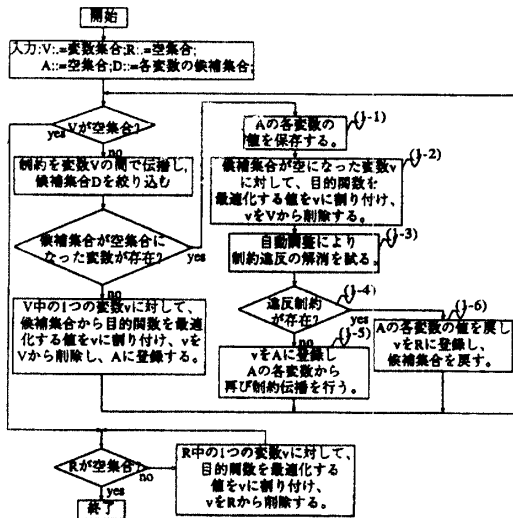 開始
入力:V:=変数集合;R:=空集合;
A:=空集合;D:=各変数の候補集合;
Vが空集合?
yes
no
制約を変数Vの間で伝播し、
候補集合Dを絞り込む
候補集合が空集合に
なった変数が存在?
yes
no
V中の1つの変数vに対して、
候補集合から目的関数を最適
化する値をvに割り付け、vを
Vから削除し、Aに登録する。
(J-1)
Aの各変数の
値を保存する。
(J-2)
候補集合が空になった変数v
に対して、目的関数を
最適化する値をvに割り付け、
vをVから削除する。
(J-3)
自動調整により
制約違反の解消を試る。
(J-4)
違反制約
が存在?
yes
no
(J-5)
vをAに登録し
Aの各変数から
再び制約伝播を行う。
(J-6)
Aの各変数の値を戻し
vをRに登録し、
候補集合を戻す。
Rが空集合?
no
yes
R中の1つの変数vに対して、
目的関数を最適化する
値をvに割り付け、
vをRから削除する。
終了